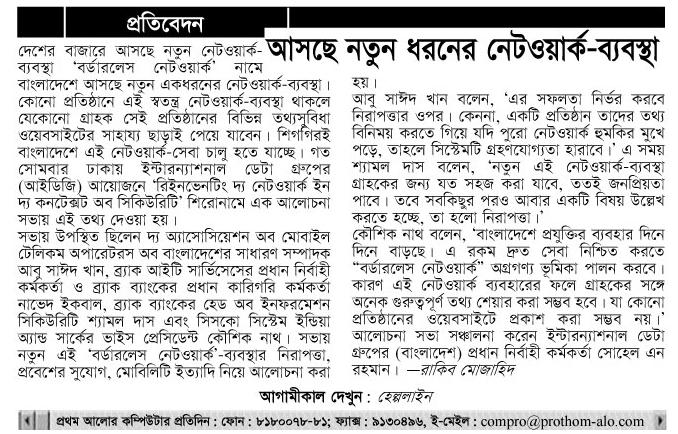 প্রতিবেদন
আসছে নতুন ধরনের নেটওয়ার্ক-ব্যবস্থা
দেশের বাজারে আসছে নতুন নেটওয়ার্ক-
ব্যবস্থা ‘বর্ডারলেস নেটওয়ার্ক’ নামে
বাংলাদেশে আসছে নতুন একধরনের নেটওয়ার্ক-ব্যবস্থা।
কোনো প্রতিষ্ঠানে এই স্বতন্ত্র নেটওয়ার্ক-ব্যবস্থা থাকলে
যেকোনো গ্রাহক সেই প্রতিষ্ঠানের বিভিন্ন তথ্যসুবিধা
ওয়েবসাইটের সাহায্য ছাড়াই পেয়ে যাবেন। শিগগিরই
বাংলাদেশে এই নেটওয়ার্ক-সেবা চালু হতে যাচ্ছে। গত
সোমবার ঢাকায় ইন্টারন্যাশনাল ডেটা গ্রুপের
(আইডিজি) আয়োজনে ‘রিইনভেনটিং দ্য নেটওয়ার্ক ইন
দ্য কনটেক্সট অব সিকিউরিটি’ শিরোনামে এক আলোচনা
সভায় এই তথ্য দেওয়া হয়।
সভায় উপস্থিত ছিলেন দ্য অ্যাসোসিয়েশন অব মোবাইল
টেলিকম অপারেটরস অব বাংলাদেশের সাধারণ সম্পাদক
আবু সাঈদ খান, ব্র্যাক আইটি সার্ভিসেসের প্রধান নির্বাহী
কর্মকর্তা ও ব্র্যাক ব্যাংকের প্রধান কারিগরি কর্মকর্তা
নাভেদ ইকবাল, ব্র্যাক ব্যাংকের হেড অব ইনফরমেশন
সিকিউরিটি শ্যামল দাস এবং সিসকো সিস্টেম ইন্ডিয়া
অ্যান্ড সার্কের ভাইস প্রেসিডেন্ট কৌশিক নাথ। সভায়
নতুন এই ‘বর্ডারলেস নেটওয়ার্ক’-ব্যবস্থার নিরাপত্তা,
প্রবেশের সুযোগ, মোবিলিটি ইত্যাদি নিয়ে আলোচনা করা
হয়।
আবু সাঈদ খান বলেন, ‘এর সফলতা নির্ভর করবে
নিরাপত্তার ওপর। কেননা, একটি প্রতিষ্ঠান তাদের তথ্য
বিনিময় করতে গিয়ে যদি পুরো নেটওয়ার্ক হুমকির মুখে
পড়ে, তাহলে সিস্টেমটি গ্রহণযোগ্যতা হারাবে।’ এ সময়
শ্যামল দাস বলেন, ‘নতুন এই নেটওয়ার্ক-ব্যবস্থা
গ্রাহকের জন্য যত সহজ করা যাবে, ততই জনপ্রিয়তা
পাবে। তবে সবকিছুর পরও আবার একটি বিষয় উল্লেখ
করতে হচ্ছে, তা হলো নিরাপত্তা।’
কৌশিক নাথ বলেন, ‘বাংলাদেশে প্রযুক্তির ব্যবহার দিনে
দিনে বাড়ছে। এ রকম দ্রুত সেবা নিশ্চিত করতে
“বর্ডারলেস নেটওয়ার্ক” অগ্রগণ্য ভূমিকা পালন করবে।
কারণ এই নেটওয়ার্ক ব্যবহারের ফলে গ্রাহকের সঙ্গে
অনেক গুরুত্বপূর্ণ তথ্য শেয়ার করা সম্ভব হবে। যা কোনো
প্রতিষ্ঠানের ওয়েবসাইটে প্রকাশ করা সম্ভব নয়।’
আলোচনা সভা সঞ্চালনা করেন ইন্টারন্যাশনাল ডেটা
গ্রুপের (বাংলাদেশ) প্রধান নির্বাহী কর্মকর্তা সোহেল এন
রহমান। —রাকিব মোজাহিদ
আগামীকাল দেখুন : হেল্পলাইন
প্রথম আলোর কম্পিউটার প্রতিদিন : ফোন : ৮১৮০০৭৮-৮১; ফ্যাক্স : ৯১৩০৪৯৬, ই-মেইল : compro@prothom-alo.com